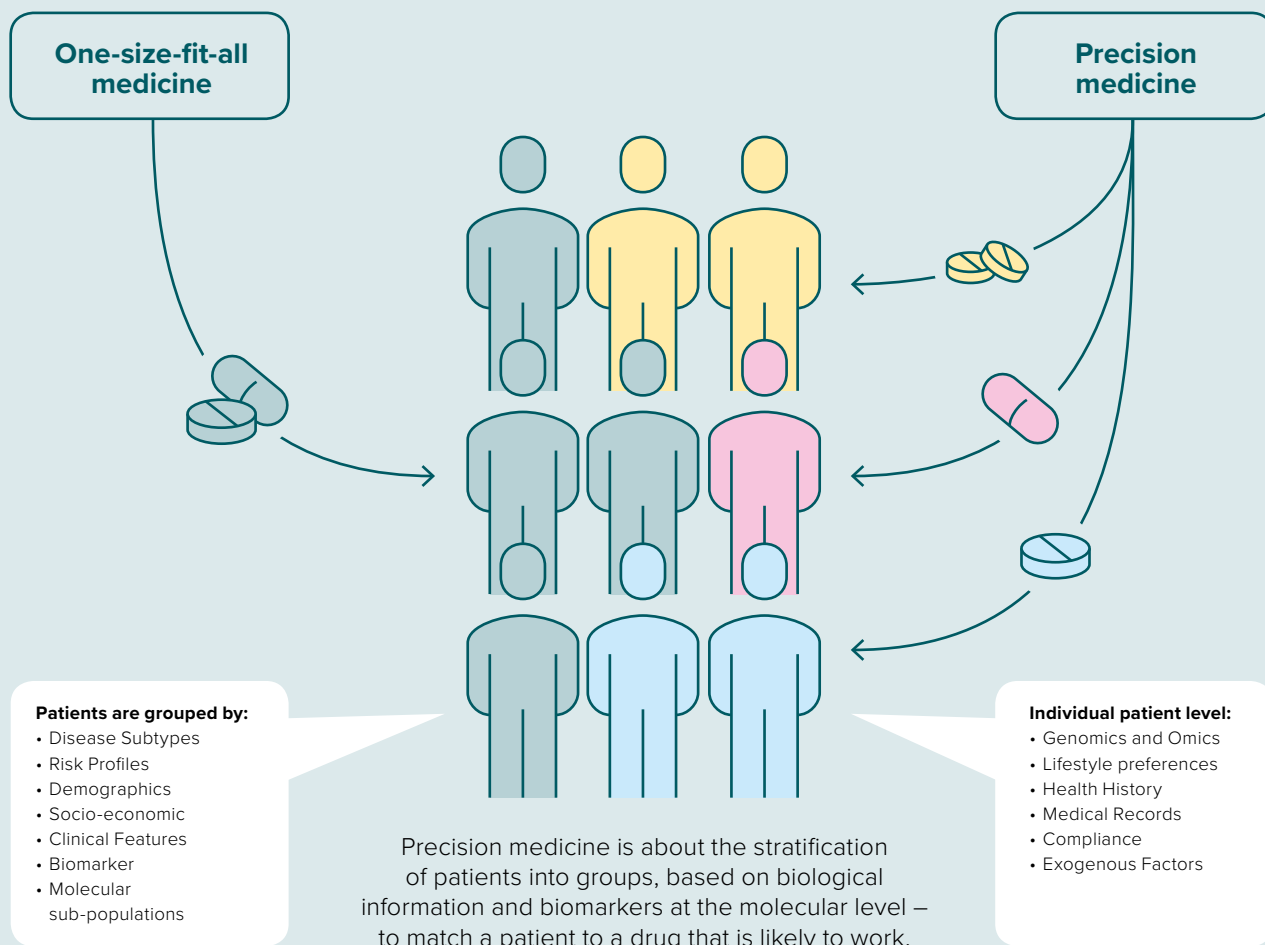 One-size-fit-all
medicine
Precision
medicine
Patients are grouped by:
• Disease Subtypes
• Risk Profiles
• Demographics
• Socio-economic
• Clinical Features
• Biomarker
• Molecular
sub-populations
Individual patient level:
• Genomics and Omics
• Lifestyle preferences
• Health History
• Medical Records
• Compliance
• Exogenous Factors
Precision medicine is about the stratification
of patients into groups, based on biological
information and biomarkers at the molecular level –
to match a patient to a drug that is likely to work.